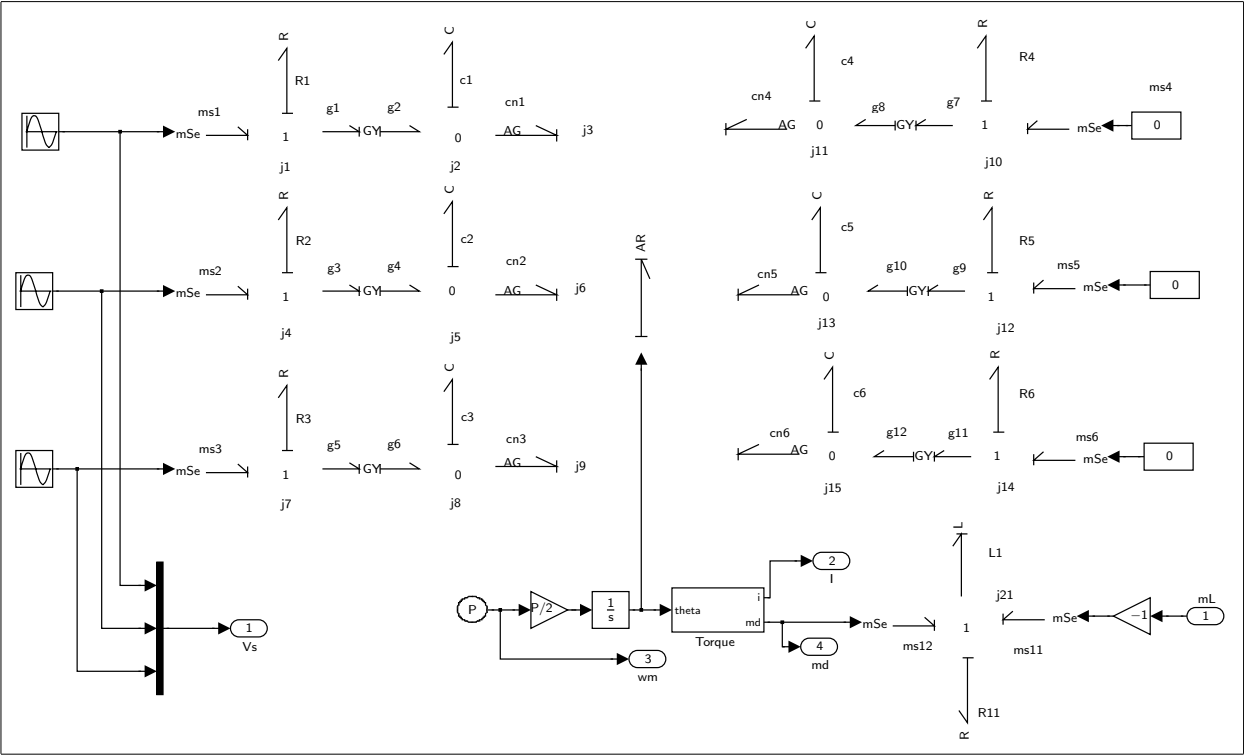 R R1 C c1
ms1 g1 g2 cn1
mSe 1 GY 0 AG j3
j1 j2
R R2 C c2
ms2 g3 g4 cn2
mSe 1 GY 0 AG j6
j4 j5
R R3 C c3
ms3 g5 g6 cn3
mSe 1 GY 0 AG j9
j7 j8
C c4 R R4
cn4 g8 g7 ms4
AG 0 GY 1 mSe 0
j11 j10
C c5 R R5
cn5 g10 g9 ms5
AG 0 GY 1 mSe 0
j13 j12
C c6 R R6
cn6 g12 g11 ms6
AG 0 GY 1 mSe 0
j15 j14
AR
1
Vs
P P/2 1
s
theta i
md
Torque
2
I
3
wm
4
md
L L1
j21 mL
mSe 1 mSe −1 1
ms12 ms11
R R11